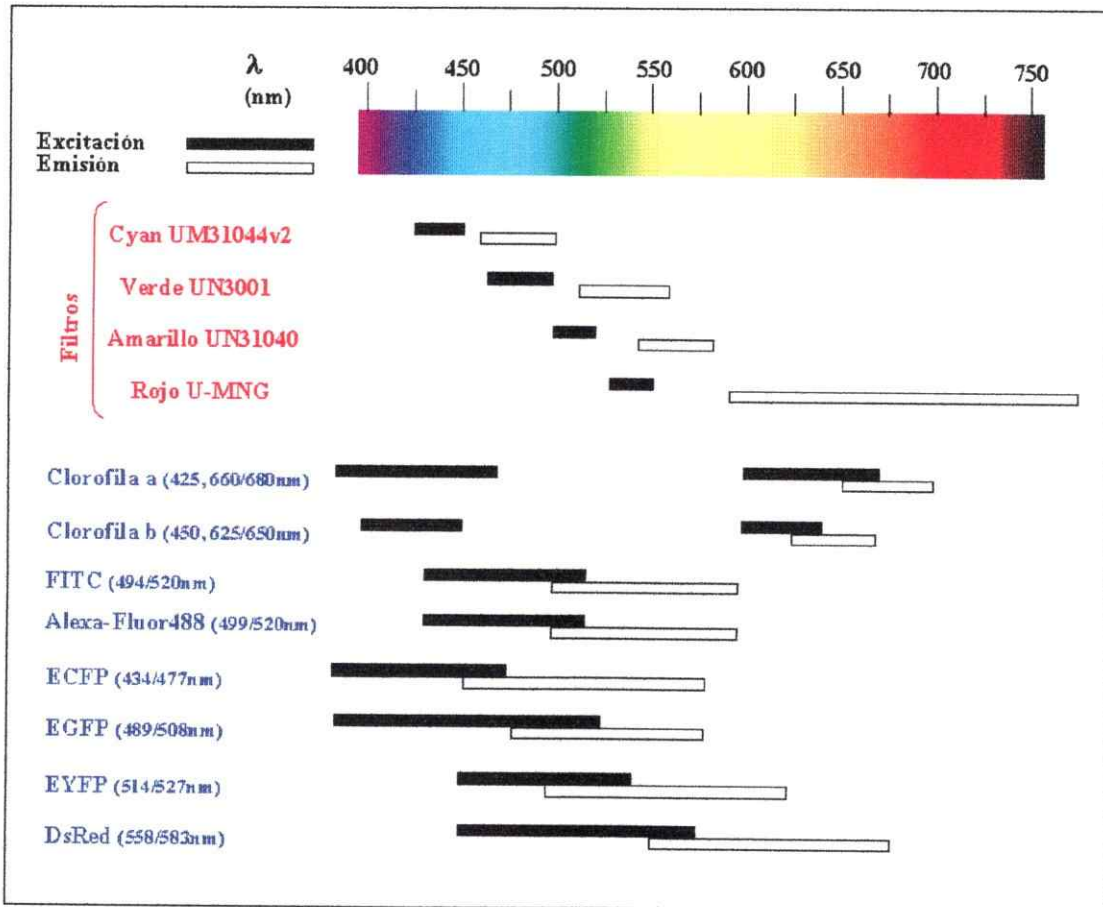 λ 400 450 500 550 600 650 700 750
(nm)
Excitación
Emisión
Filtros
Cyan UM31044v2
Verde UN3001
Amarillo UN31040
Rojo U-MNG
Clorofila a (425, 660/680nm)
Clorofila b (450, 625/650nm)
FITC (494/520nm)
Alexa-Fluor488 (499/520nm)
ECFP (434/477nm)
EGFP (489/508nm)
EYFP (514/527nm)
DsRed (558/583nm)